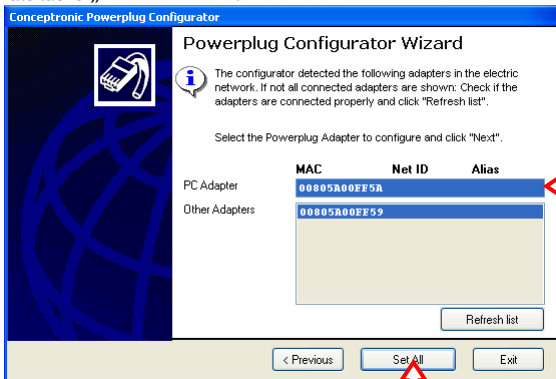 Conceptronic Powerplug Configurator
Powerplug Configurator Wizard
The configurator detected the following adapters in the electric
network. If not all connected adapters are shown: Check if the
adapters are connected properly and click "Refresh list".
Select the Powerplug Adapter to configure and click "Next".
MAC Net ID Alias
PC Adapter 00805A00FF5A
Other Adapters 00805A00FF59
Refresh list
< Previous Set All Exit